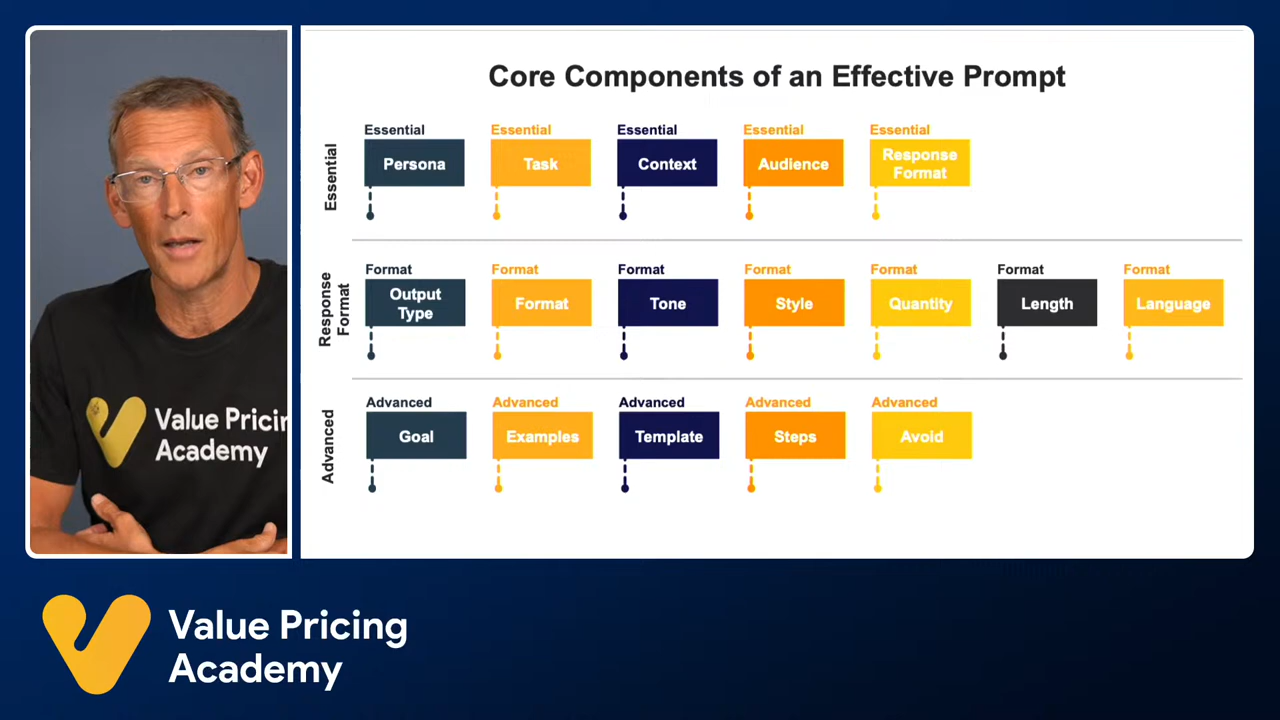 Core Components of an Effective Prompt
Essential
Essential
Essential
Essential
Essential
Essential
Persona
Task
Context
Audience
Response
Format
Response
Format
Format
Format
Format
Format
Format
Format
Format
Output
Type
Format
Tone
Style
Quantity
Length
Language
Advanced
Advanced
Advanced
Advanced
Advanced
Advanced
Goal
Examples
Template
Steps
Avoid
Value Pricin
Academy
Value Pricing
Academy